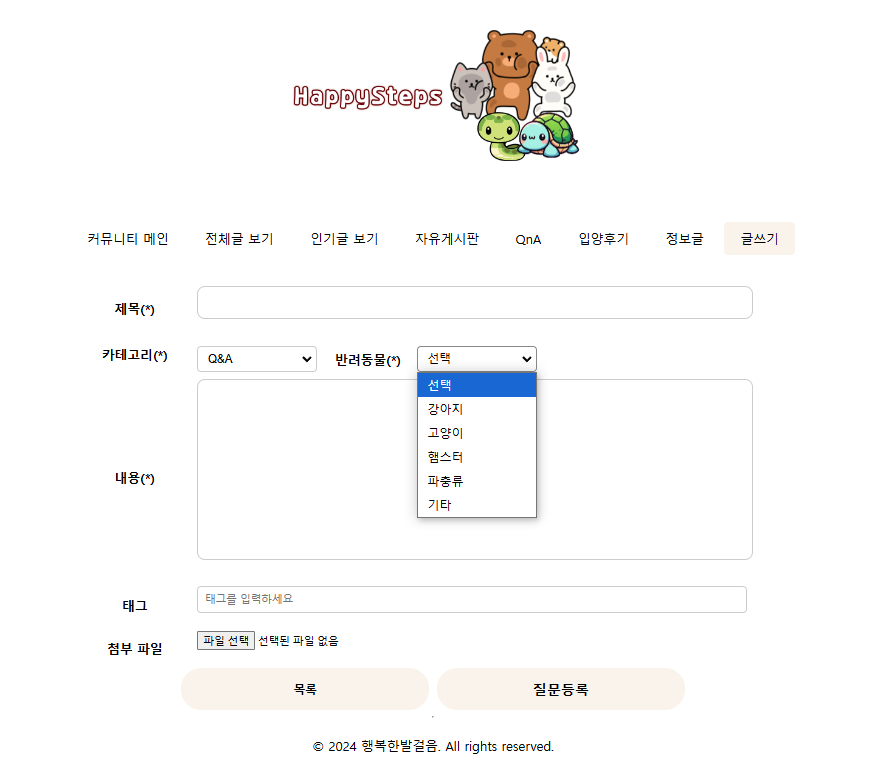 HappySteps
커뮤니티 메인 전체글 보기 인기글 보기 자유게시판 QnA 입양후기 정보글 글쓰기
제목(*)
카테고리(*) Q&A 반려동물(*) 선택
선택
강아지
고양이
햄스터
파충류
기타
내용(*)
태그 태그를 입력하세요
첨부 파일 파일 선택 선택된 파일 없음
목록 질문등록
© 2024 행복한발걸음. All rights reserved.